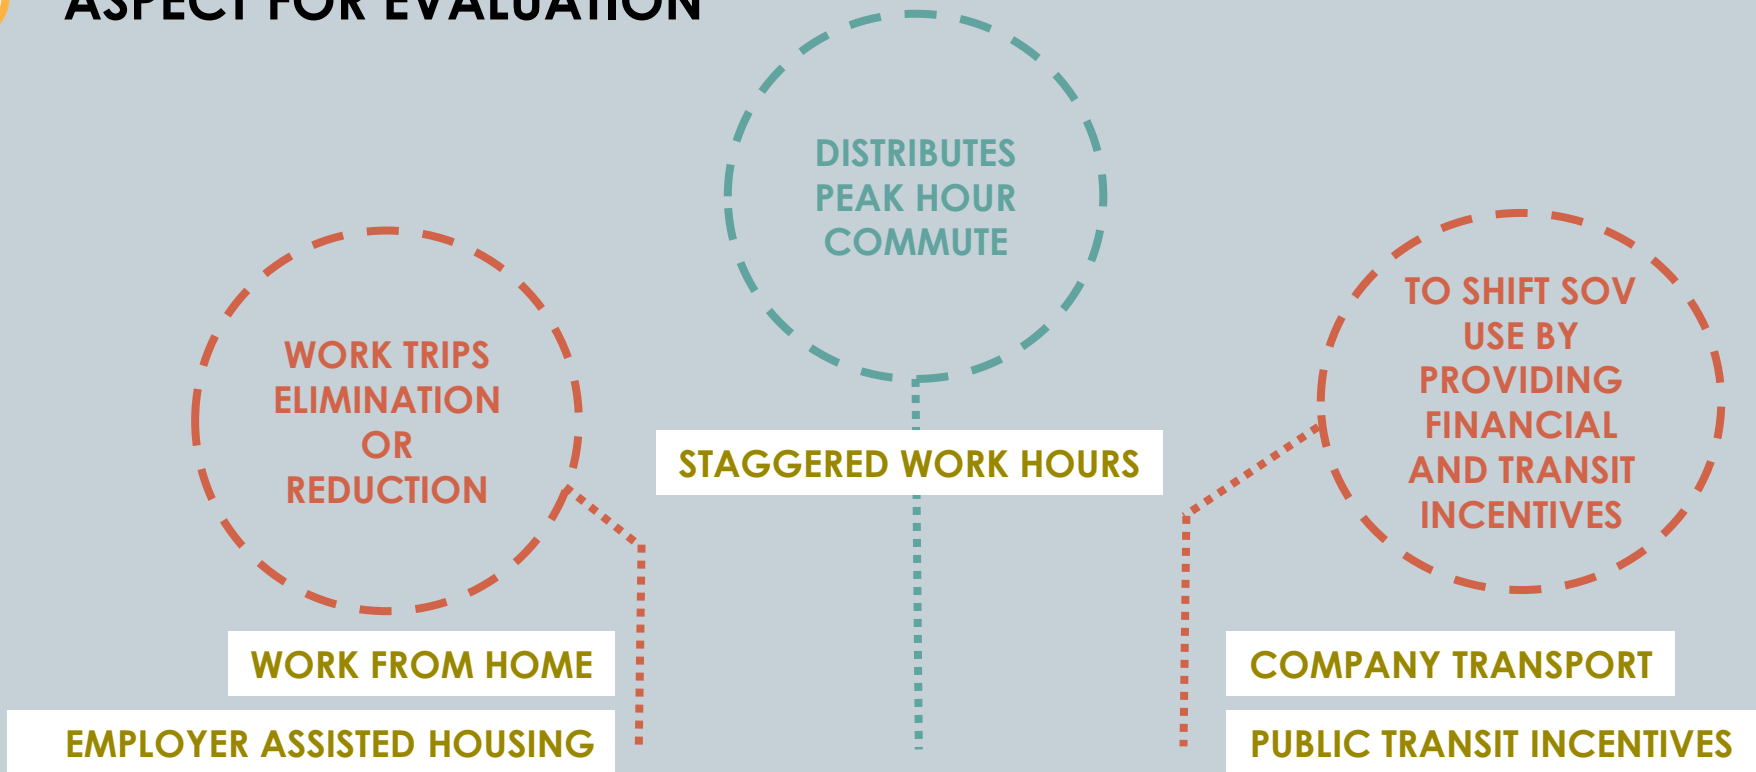 ASPECT FOR EVALUATION
DISTRIBUTES
PEAK HOUR
COMMUTE
WORK TRIPS
ELIMINATION
OR
REDUCTION
TO SHIFT SOV
USE BY
PROVIDING
FINANCIAL
AND TRANSIT
INCENTIVES
STAGGERED WORK HOURS
WORK FROM HOME
EMPLOYER ASSISTED HOUSING
COMPANY TRANSPORT
PUBLIC TRANSIT INCENTIVES